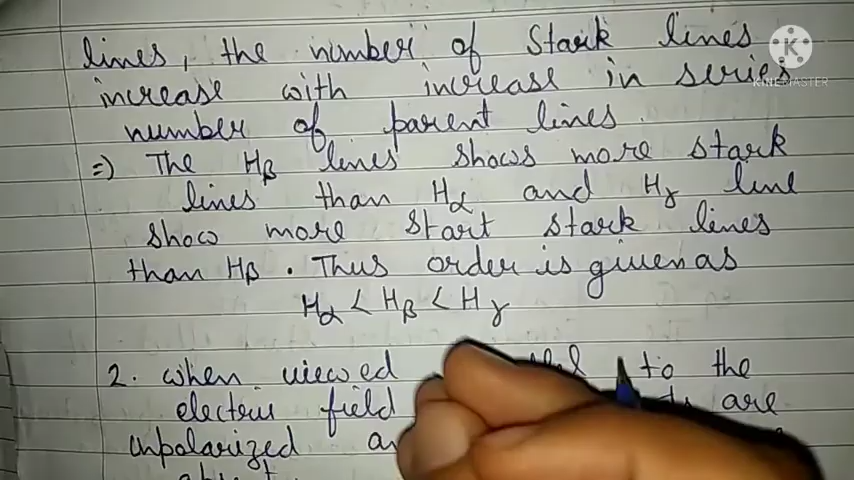 lines, the number of Stark lines
increase with increase in series
number of parent lines.
=) The Hβ lines shows more stark
lines than Hα and Hγ line
show more start stark lines
than Hβ. Thus order is given as
Hα < Hβ < Hγ
2. when viewed to the
electric field are
unpolarized
KINEMASTER